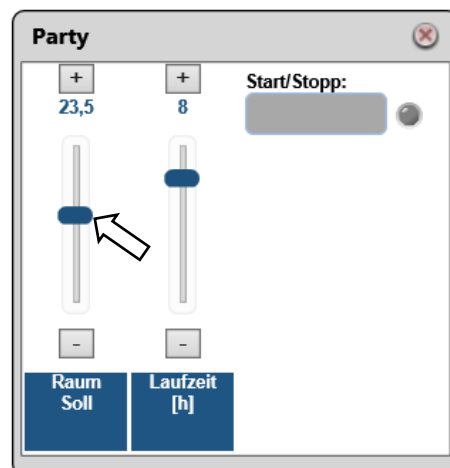 Party
+
+
Start/Stopp:
23,5
8
-
-
Raum
Soll
Laufzeit
[h]